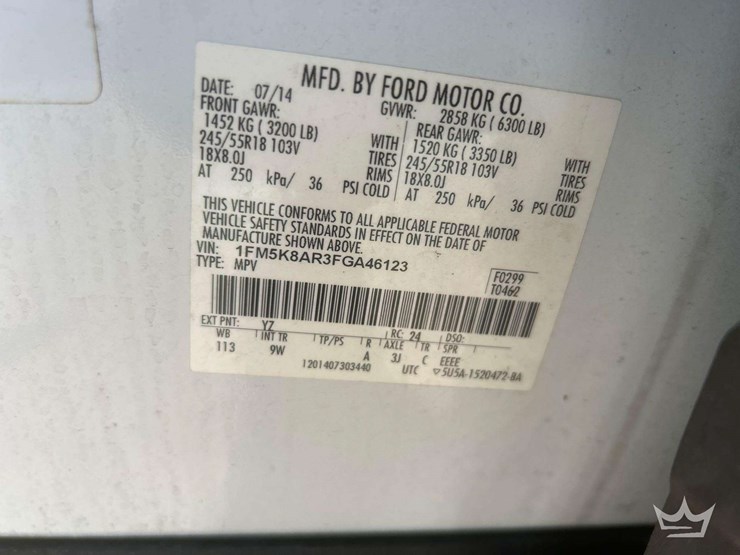 MFD. BY FORD MOTOR CO.
DATE: 07/14 GVWR: 2858 KG ( 6300 LB)
FRONT GAWR: REAR GAWR:
1452 KG ( 3200 LB) WITH 1520 KG ( 3350 LB) WITH
245/55R18 103V TIRES 245/55R18 103V TIRES
18X8.0J RIMS 18X8.0J RIMS
AT 250 kPa/ 36 PSI COLD AT 250 kPa/ 36 PSI COLD
THIS VEHICLE CONFORMS TO ALL APPLICABLE FEDERAL MOTOR
VEHICLE SAFETY STANDARDS IN EFFECT ON THE DATE OF
MANUFACTURE SHOWN ABOVE.
VIN: 1FM5K8AR3FGA46123
TYPE: MPV
F0299
T0462
EXT PNT: YZ RC: 24 DSO:
WB INT TR TP/PS R AXLE TR SPR
113 9W A 3J C EEEE
1201407303440 UTC 5U5A-1520472-BA